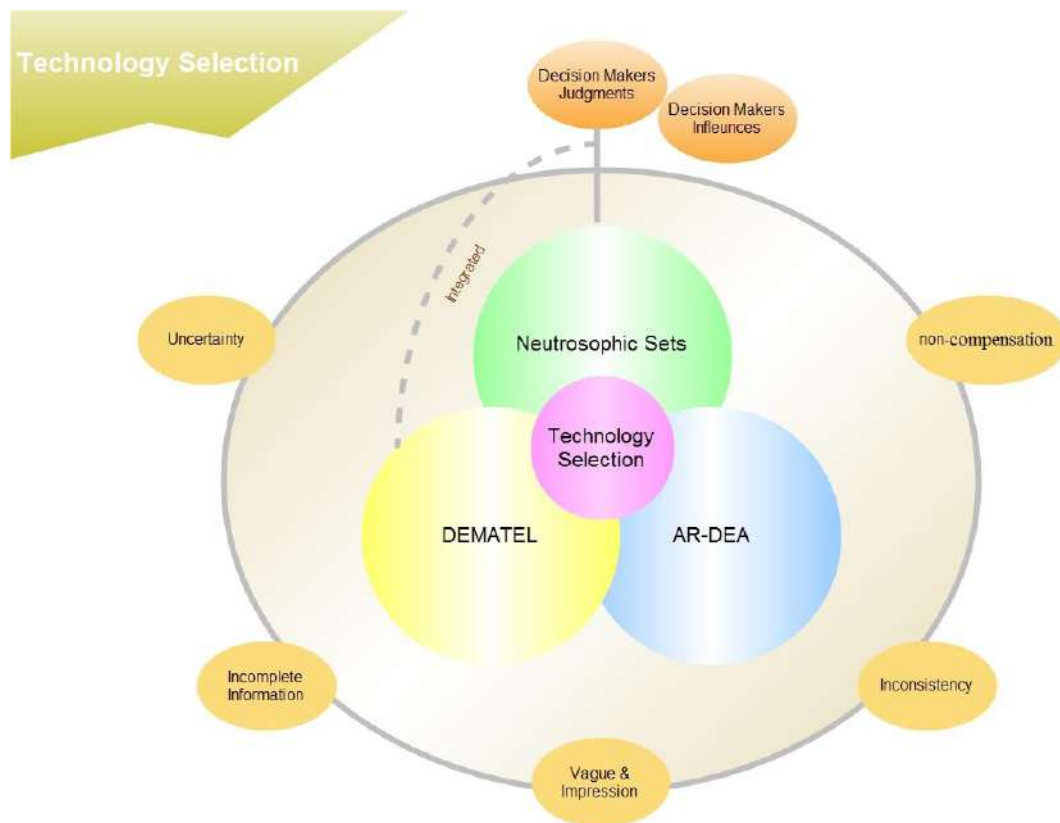 Technology Selection
Decision Makers
Judgments
Decision Makers
Infleunces
Integrated
Uncertainty
non-compensation
Neutrosophic Sets
Technology
Selection
DEMATEL
AR-DEA
Incomplete
Information
Inconsistency
Vague &
Impression